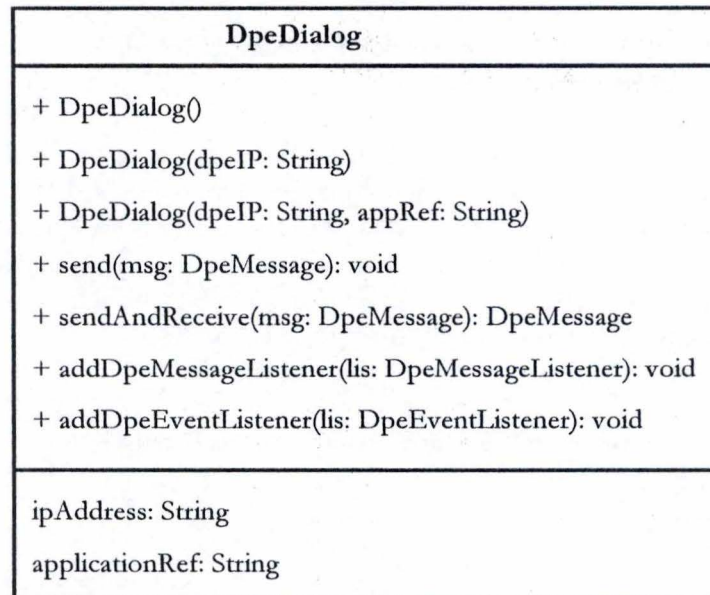 DpeDialog
+ DpeDialog()
+ DpeDialog(dpeIP: String)
+ DpeDialog(dpeIP: String, appRef: String)
+ send(msg: DpeMessage): void
+ sendAndReceive(msg: DpeMessage): DpeMessage
+ addDpeMessageListener(lis: DpeMessageListener): void
+ addDpeEventListener(lis: DpeEventListener): void
ipAddress: String
applicationRef: String